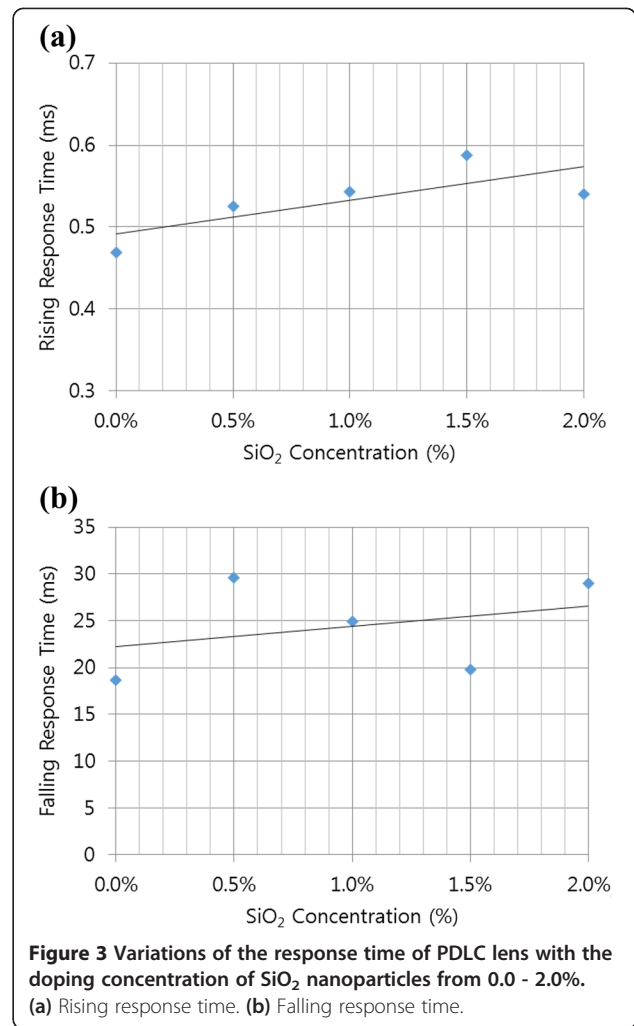 (a)
0.7
0.6
0.5
0.4
0.3
Rising Response Time (ms)
0.0% 0.5% 1.0% 1.5% 2.0%
SiO₂ Concentration (%)
(b)
35
30
25
20
15
10
5
0
Falling Response Time (ms)
0.0% 0.5% 1.0% 1.5% 2.0%
SiO₂ Concentration (%)
Figure 3 Variations of the response time of PDLC lens with the
doping concentration of SiO₂ nanoparticles from 0.0 - 2.0%.
(a) Rising response time. (b) Falling response time.